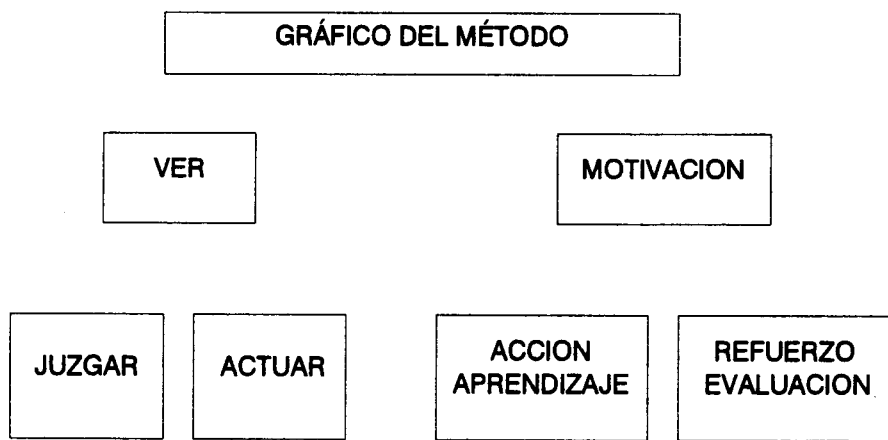 GRÁFICO DEL MÉTODO
VER
MOTIVACION
JUZGAR
ACTUAR
ACCION
APRENDIZAJE
REFUERZO
EVALUACION